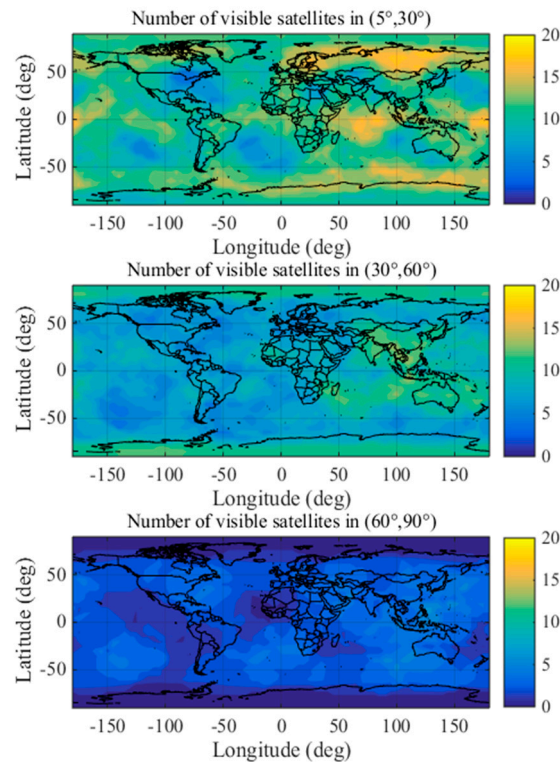 Number of visible satellites in (5°,30°)
Latitude (deg)
50
0
-50
-150 -100 -50 0 50 100 150
Longitude (deg)
20
15
10
5
0
Number of visible satellites in (30°,60°)
Latitude (deg)
50
0
-50
-150 -100 -50 0 50 100 150
Longitude (deg)
20
15
10
5
0
Number of visible satellites in (60°,90°)
Latitude (deg)
50
0
-50
-150 -100 -50 0 50 100 150
Longitude (deg)
20
15
10
5
0